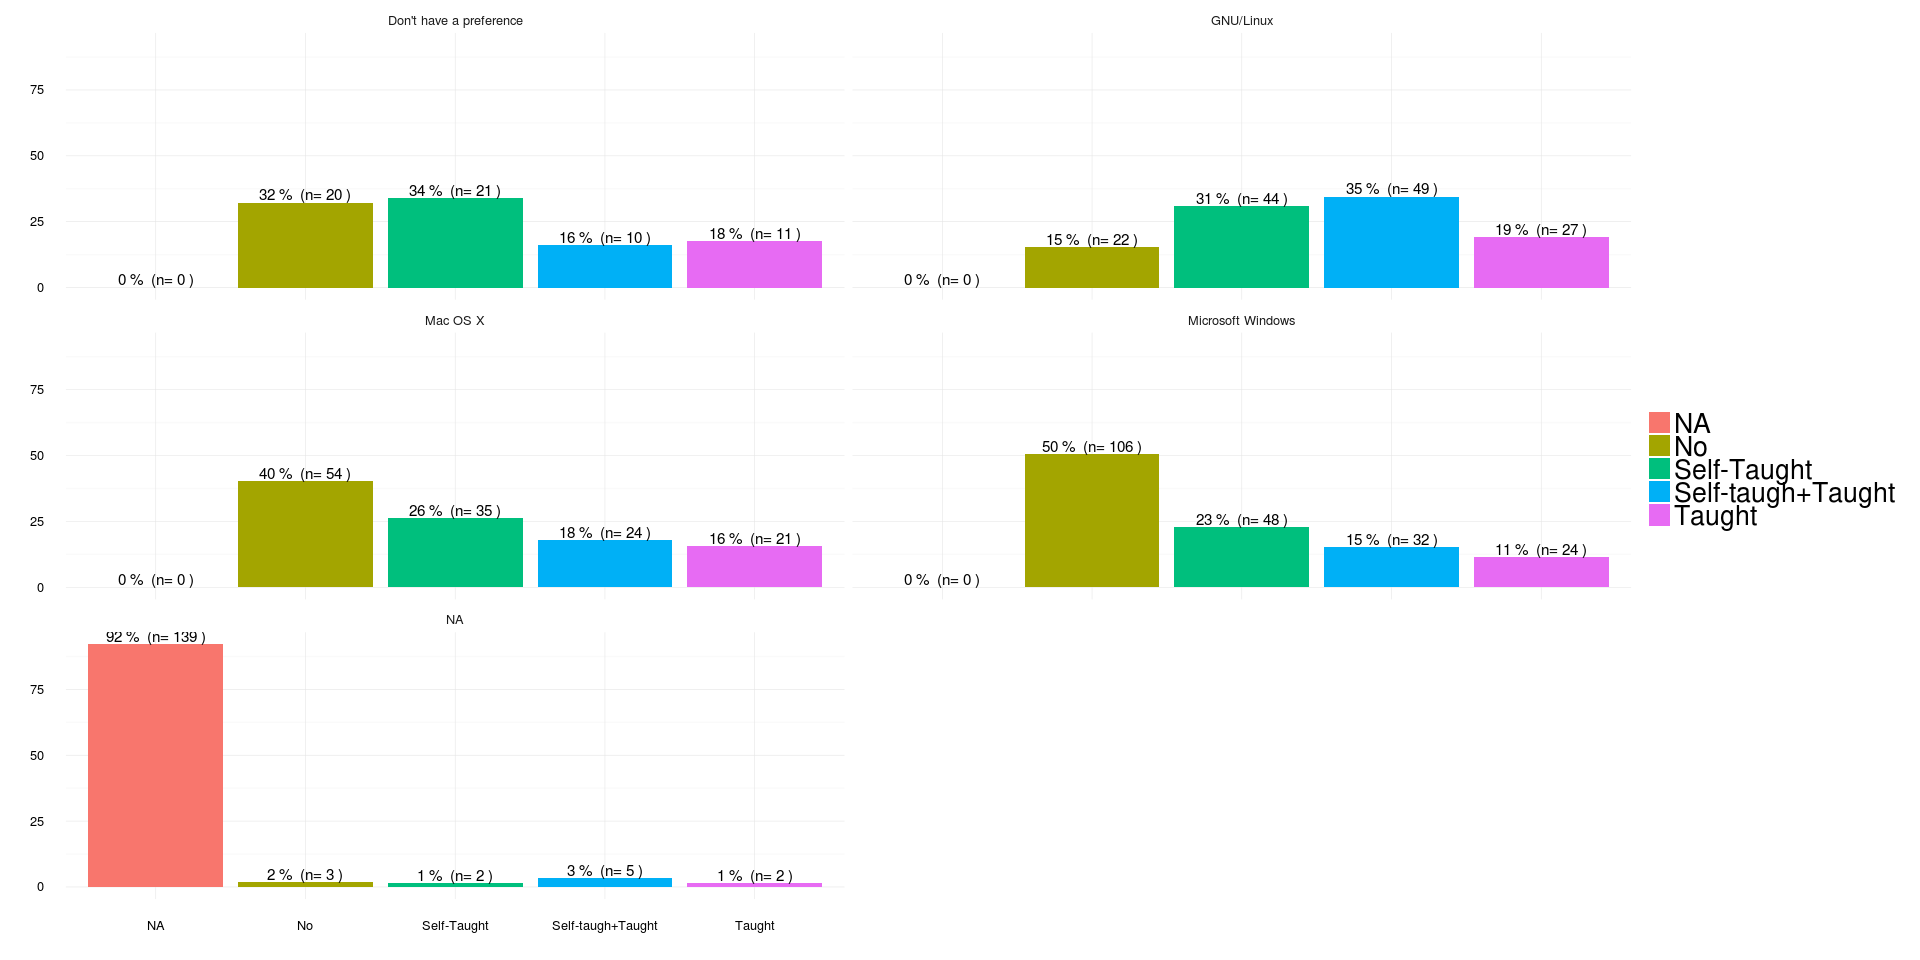 Don't have a preference
GNU/Linux
75
50
25
0
0 % (n= 0 )
32 % (n= 20 )
34 % (n= 21 )
16 % (n= 10 )
18 % (n= 11 )
0 % (n= 0 )
15 % (n= 22 )
31 % (n= 44 )
35 % (n= 49 )
19 % (n= 27 )
Mac OS X
Microsoft Windows
75
50
25
0
0 % (n= 0 )
40 % (n= 54 )
26 % (n= 35 )
18 % (n= 24 )
16 % (n= 21 )
0 % (n= 0 )
50 % (n= 106 )
23 % (n= 48 )
15 % (n= 32 )
11 % (n= 24 )
NA
75
50
25
0
92 % (n= 139 )
2 % (n= 3 )
1 % (n= 2 )
3 % (n= 5 )
1 % (n= 2 )
NA
No
Self-Taught
Self-taugh+Taught
Taught
NA
No
Self-Taught
Self-taugh+Taught
Taught